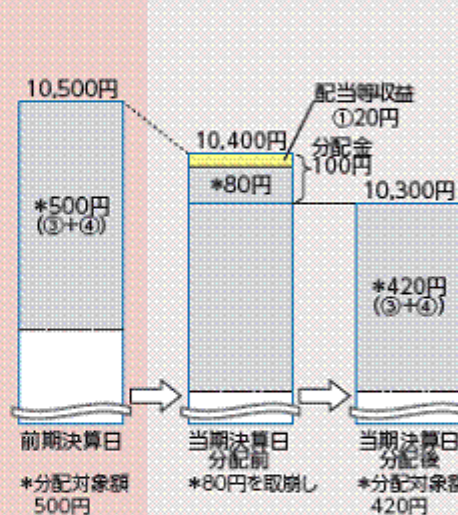 10,500円
*500円
(③+④)
前期決算日
*分配対象額
500円
配当等収益
①20円
10,400円
分配金
100円
*80円
当期決算日
分配前
*80円を取崩し
10,300円
*420円
(③+④)
当期決算日
分配後
*分配対象額
420円